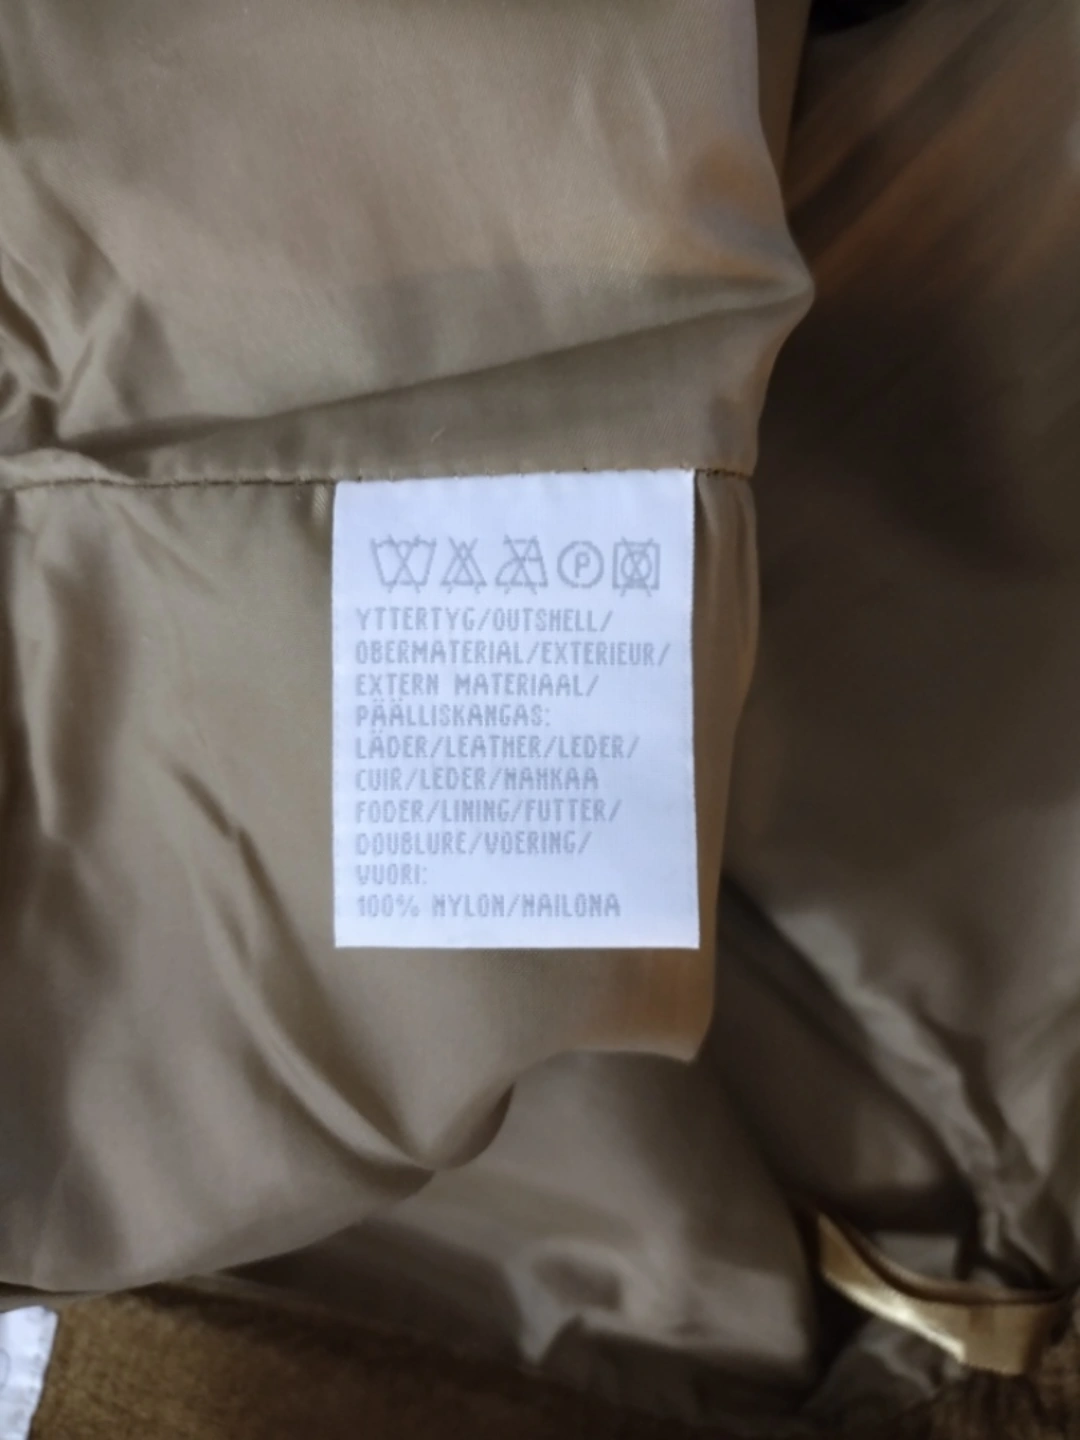 P
YTTERTYG/OUTSHELL/
OBERMATERIAL/EXTERIEUR/
EXTERN MATERIAAL/
PÄÄLLISKANGAS:
LÄDER/LEATHER/LEDER/
CUIR/LEDER/NAHKAA
FODER/LINING/FUTTER/
DOUBLURE/VOERING/
VUORI:
100% NYLON/NAILONA